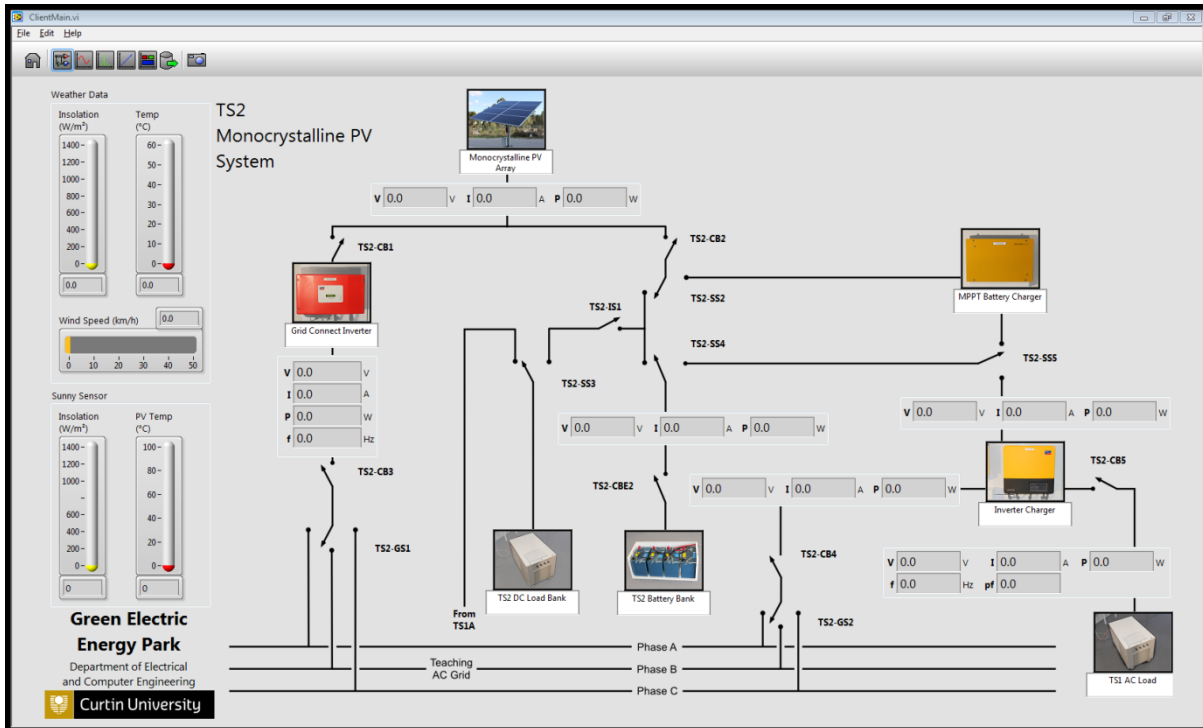 ClientMain.vi
File Edit Help
Weather Data
Insolation
(W/m²)
Temp
(°C)
1400
1200
1000
800
600
400
200
0
60
50
40
30
20
10
0
0.0
0.0
Wind Speed (km/h)
0.0
0 10 20 30 40 50
Sunny Sensor
Insolation
(W/m²)
PV Temp
(°C)
1400
1200
1000
600
400
200
0
100
80
60
40
20
0
0
0
Green Electric
Energy Park
Department of Electrical
and Computer Engineering
Curtin University
TS2
Monocrystalline PV
System
Monocrystalline PV
Array
V 0.0 V I 0.0 A P 0.0 W
TS2-CB1
TS2-CB2
Grid Connect Inverter
MPPT Battery Charger
TS2-SS2
TS2-IS1
TS2-SS4
TS2-SS5
TS2-SS3
V 0.0 V
I 0.0 A
P 0.0 W
f 0.0 Hz
V 0.0 V I 0.0 A P 0.0 W
V 0.0 V I 0.0 A P 0.0 W
TS2-CB3
TS2-CBE2
TS2-CB5
V 0.0 V I 0.0 A P 0.0 W
Inverter Charger
TS2-GS1
TS2-CB4
V 0.0 V I 0.0 A P 0.0 W
f 0.0 Hz pf 0.0
TS2 DC Load Bank
TS2 Battery Bank
From
TS1A
TS2-GS2
Phase A
Teaching
AC Grid
Phase B
Phase C
TS1 AC Load